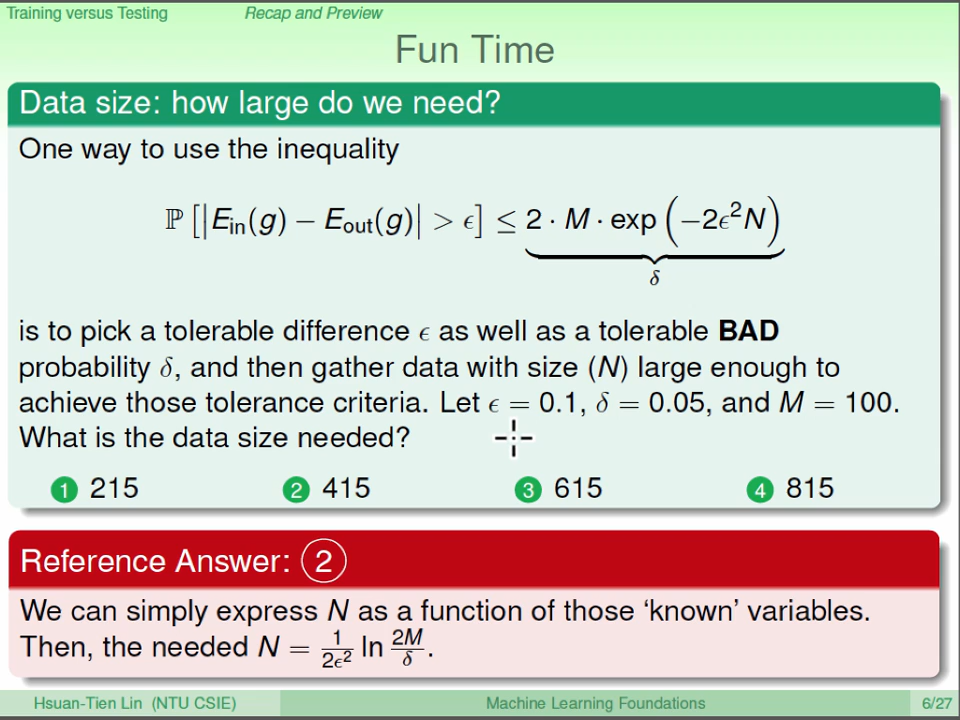 Training versus Testing
Recap and Preview
Fun Time
Data size: how large do we need?
One way to use the inequality
ℙ [|E_in(g) − E_out(g)| > ϵ] ≤ 2 · M · exp (−2ϵ²N)
δ
is to pick a tolerable difference ϵ as well as a tolerable BAD
probability δ, and then gather data with size (N) large enough to
achieve those tolerance criteria. Let ϵ = 0.1, δ = 0.05, and M = 100.
What is the data size needed?
1 215 2 415 3 615 4 815
Reference Answer: 2
We can simply express N as a function of those ‘known’ variables.
Then, the needed N = 1/2ϵ² ln 2M/δ.
Hsuan-Tien Lin (NTU CSIE) Machine Learning Foundations 6/27